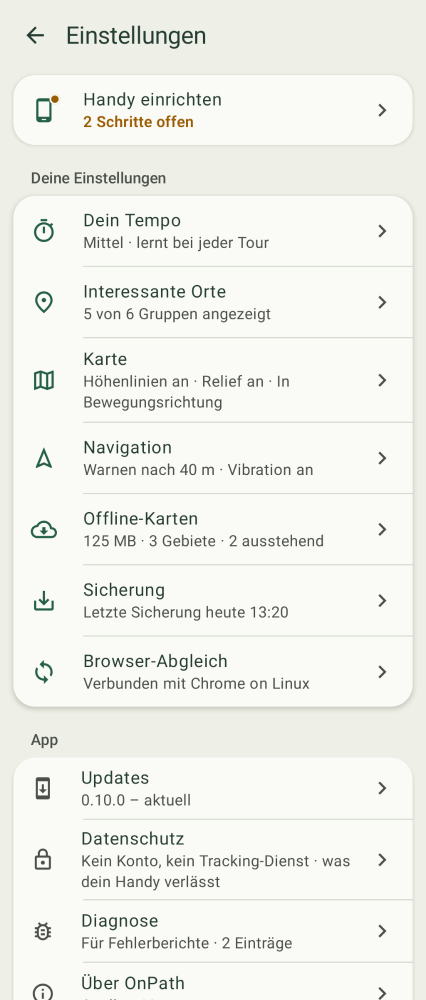 Einstellungen
Handy einrichten
2 Schritte offen
Deine Einstellungen
Dein Tempo
Mittel · lernt bei jeder Tour
Interessante Orte
5 von 6 Gruppen angezeigt
Karte
Höhenlinien an · Relief an · In
Bewegungsrichtung
Navigation
Warnen nach 40 m · Vibration an
Offline-Karten
125 MB · 3 Gebiete · 2 ausstehend
Sicherung
Letzte Sicherung heute 13:20
Browser-Abgleich
Verbunden mit Chrome on Linux
App
Updates
0.10.0 – aktuell
Datenschutz
Kein Konto, kein Tracking-Dienst · was
dein Handy verlässt
Diagnose
Für Fehlerberichte · 2 Einträge
Über OnPath